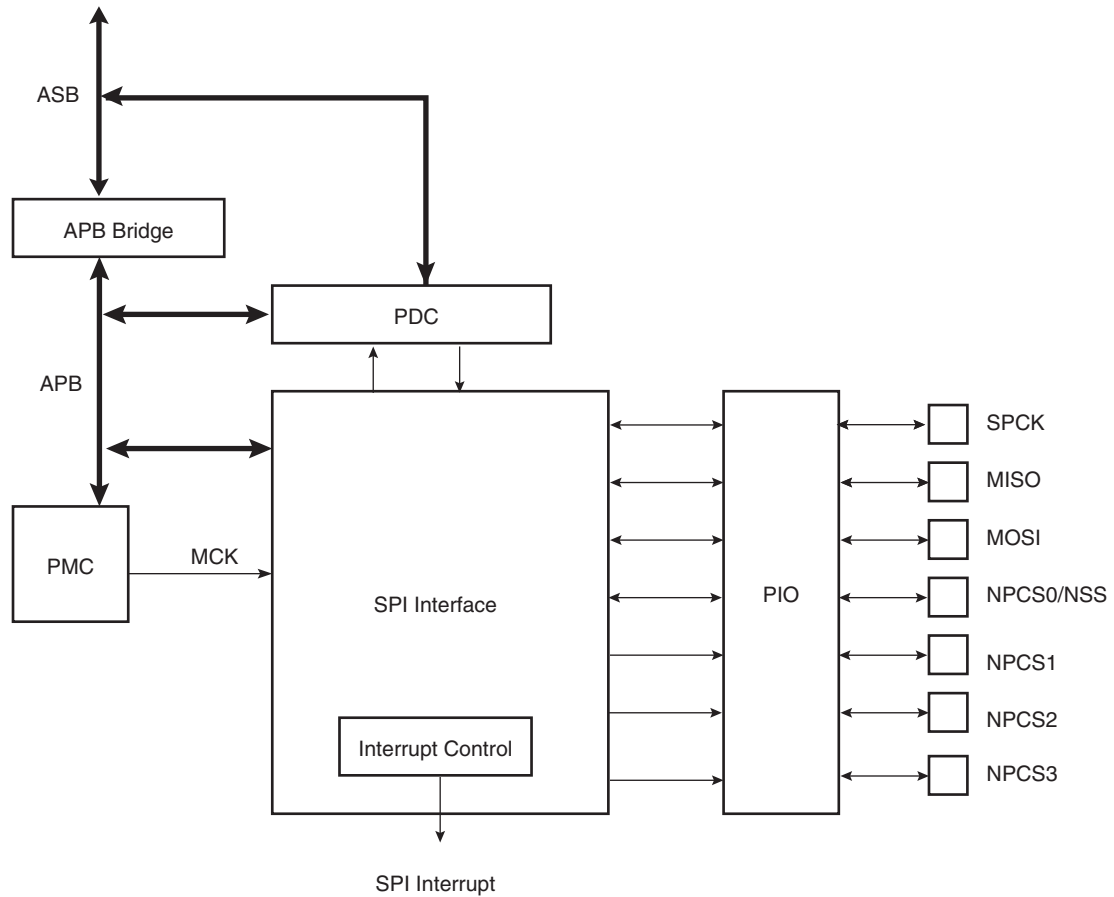 ASB
APB Bridge
PDC
APB
SPCK
MISO
MOSI
PMC
MCK
SPI Interface
PIO
NPCS0/NSS
NPCS1
NPCS2
Interrupt Control
NPCS3
SPI Interrupt